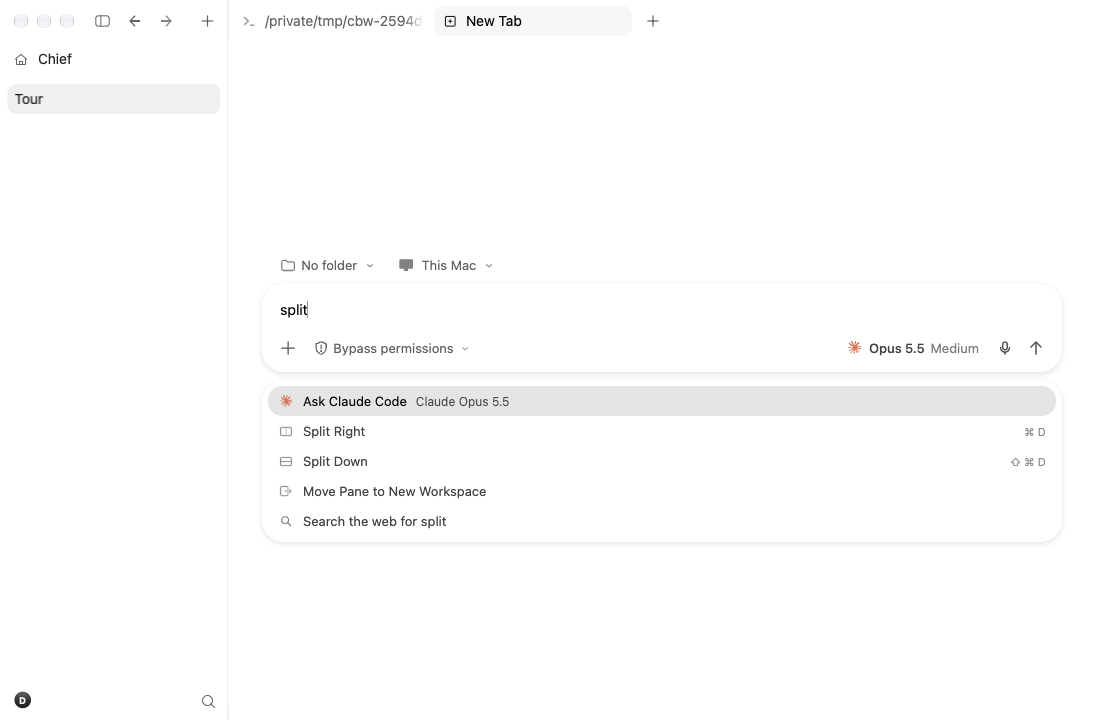 /private/tmp/cbw-2594d
New Tab
Chief
Tour
No folder
This Mac
split
Bypass permissions
Opus 5.5 Medium
Ask Claude Code Claude Opus 5.5
Split Right ⌘ D
Split Down ⇧ ⌘ D
Move Pane to New Workspace
Search the web for split
D